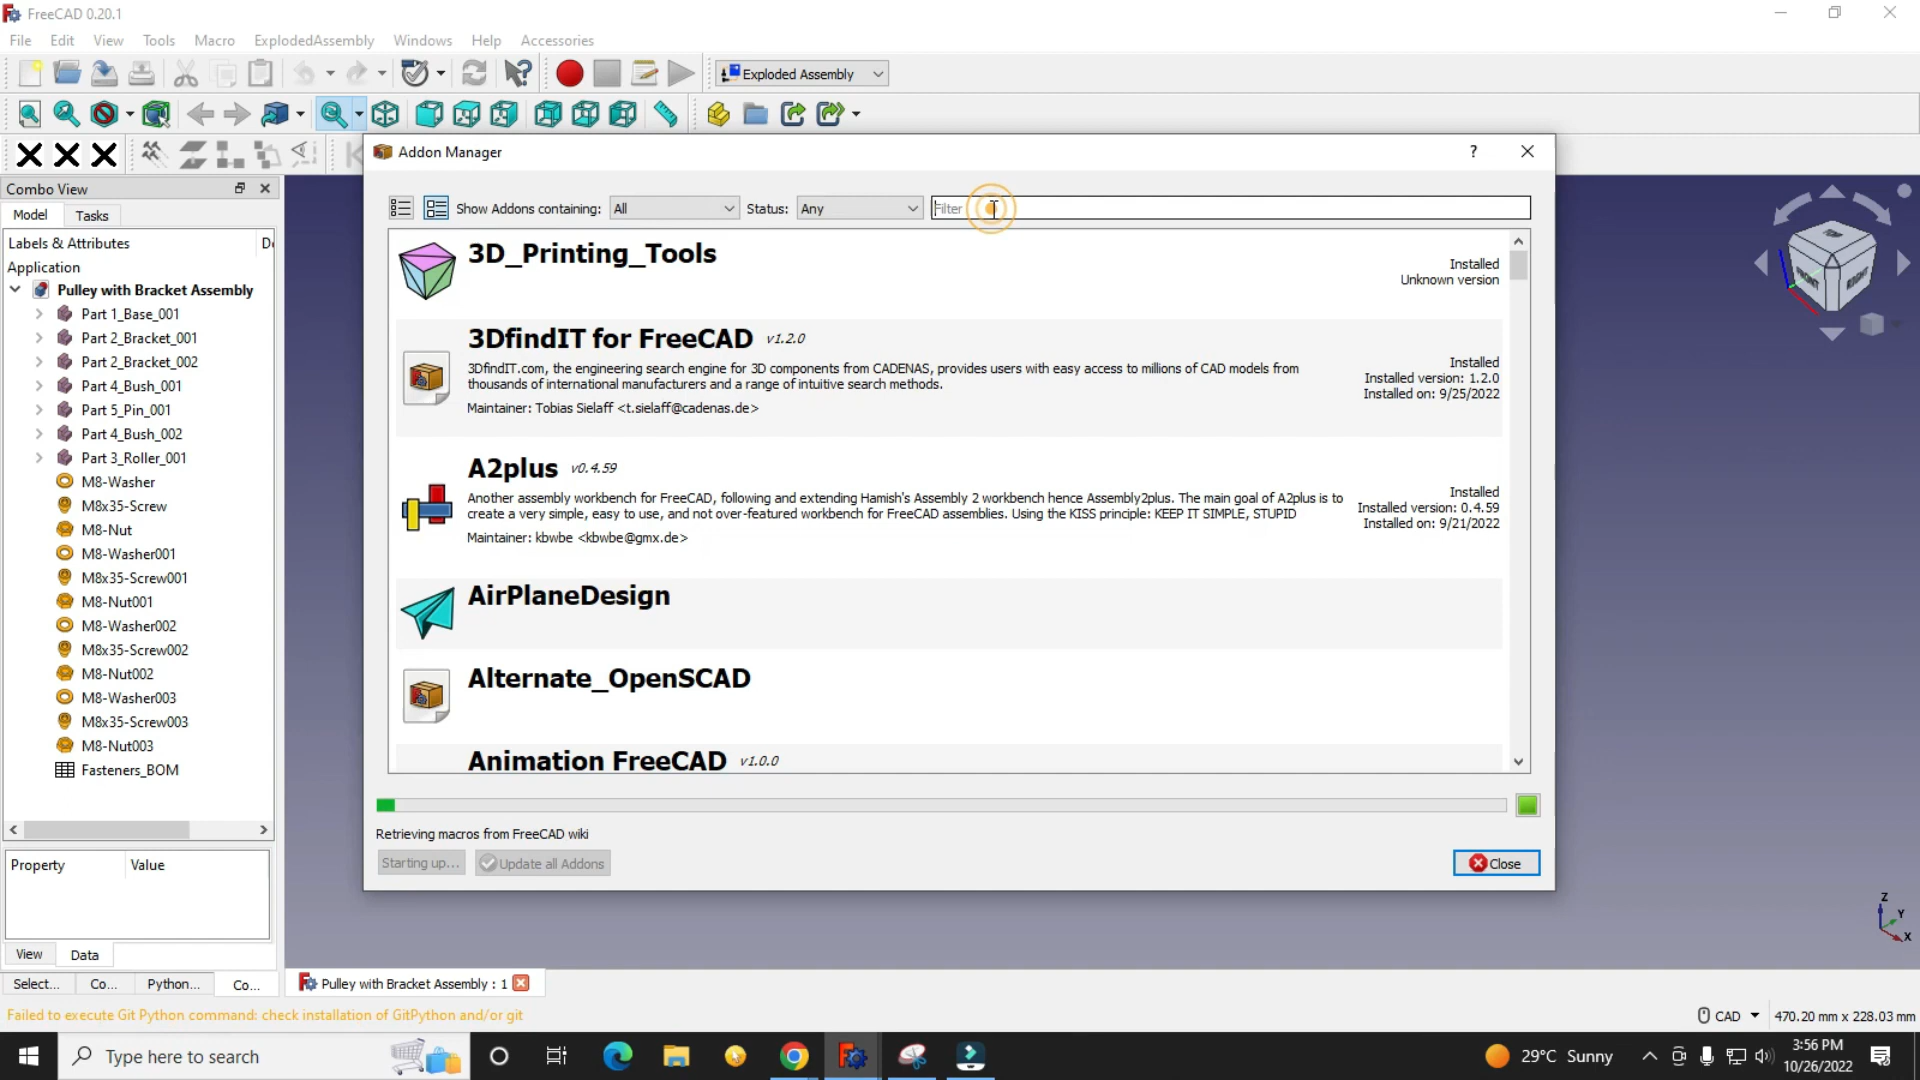 FreeCAD 0.20.1
File Edit View Tools Macro ExplodedAssembly Windows Help Accessories
Exploded Assembly
Addon Manager
?
Combo View
Model Tasks
Labels & Attributes
Application
Pulley with Bracket Assembly
Part 1_Base_001
Part 2_Bracket_001
Part 2_Bracket_002
Part 4_Bush_001
Part 5_Pin_001
Part 4_Bush_002
Part 3_Roller_001
M8-Washer
M8x35-Screw
M8-Nut
M8-Washer001
M8x35-Screw001
M8-Nut001
M8-Washer002
M8x35-Screw002
M8-Nut002
M8-Washer003
M8x35-Screw003
M8-Nut003
Fasteners_BOM
Property Value
View Data
Select... Co... Python... Co...
Show Addons containing: All Status: Any Filter
3D_Printing_Tools
Installed
Unknown version
3DfindIT for FreeCAD v1.2.0
3DfindIT.com, the engineering search engine for 3D components from CADENAS, provides users with easy access to millions of CAD models from
thousands of international manufacturers and a range of intuitive search methods.
Maintainer: Tobias Sielaff <t.sielaff@cadenas.de>
Installed
Installed version: 1.2.0
Installed on: 9/25/2022
A2plus v0.4.59
Another assembly workbench for FreeCAD, following and extending Hamish's Assembly 2 workbench hence Assembly2plus. The main goal of A2plus is to
create a very simple, easy to use, and not over-featured workbench for FreeCAD assemblies. Using the KISS principle: KEEP IT SIMPLE, STUPID
Maintainer: kbwbe <kbwbe@gmx.de>
Installed
Installed version: 0.4.59
Installed on: 9/21/2022
AirPlaneDesign
Alternate_OpenSCAD
Animation FreeCAD v1.0.0
Retrieving macros from FreeCAD wiki
Starting up... Update all Addons
Close
FRONT
RIGHT
Z
Y
X
Pulley with Bracket Assembly : 1
Failed to execute Git Python command: check installation of GitPython and/or git
CAD 470.20 mm x 228.03 mm
Type here to search
29°C Sunny
3:56 PM
10/26/2022